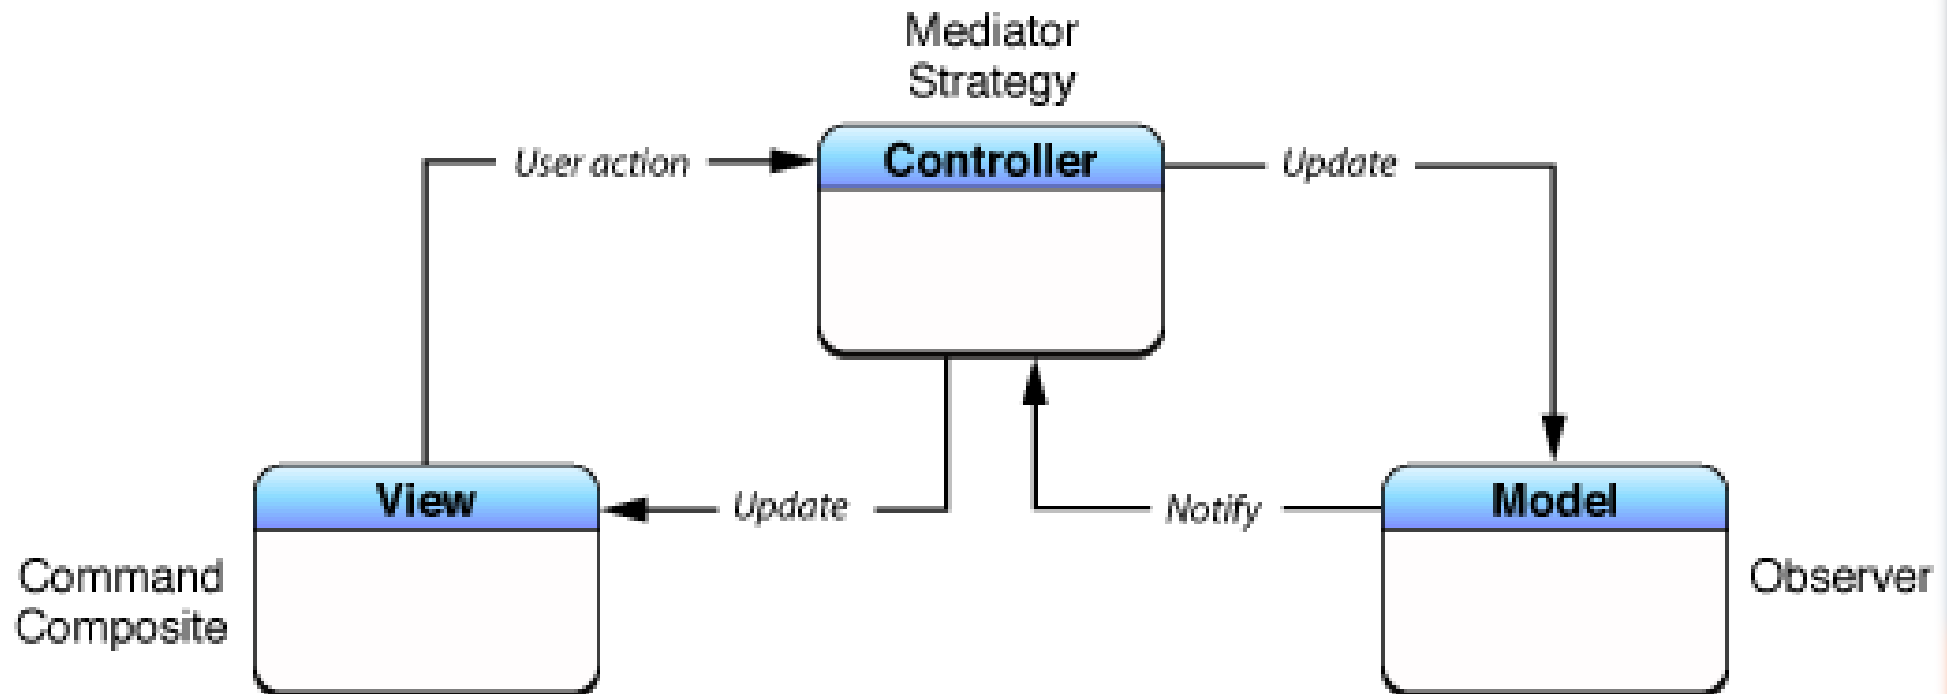 Mediator
Strategy
User action
Controller
Update
View
Update
Notify
Model
Command
Composite
Observer